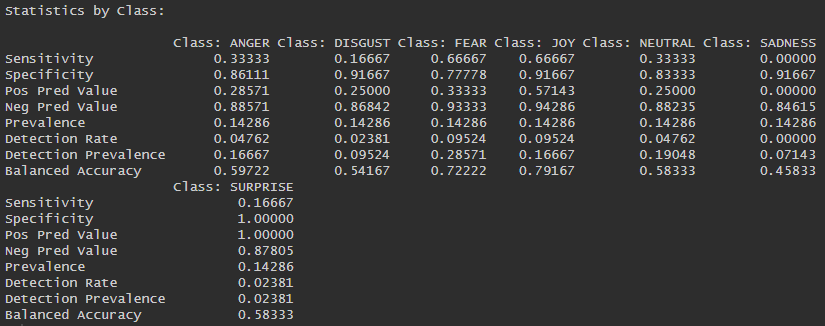 Statistics by Class:
Class: ANGER Class: DISGUST Class: FEAR Class: JOY Class: NEUTRAL Class: SADNESS
Sensitivity 0.33333 0.16667 0.66667 0.66667 0.33333 0.00000
Specificity 0.86111 0.91667 0.77778 0.91667 0.83333 0.91667
Pos Pred Value 0.28571 0.25000 0.33333 0.57143 0.25000 0.00000
Neg Pred Value 0.88571 0.86842 0.93333 0.94286 0.88235 0.84615
Prevalence 0.14286 0.14286 0.14286 0.14286 0.14286 0.14286
Detection Rate 0.04762 0.02381 0.09524 0.09524 0.04762 0.00000
Detection Prevalence 0.16667 0.09524 0.28571 0.16667 0.19048 0.07143
Balanced Accuracy 0.59722 0.54167 0.72222 0.79167 0.58333 0.45833
Class: SURPRISE
Sensitivity 0.16667
Specificity 1.00000
Pos Pred Value 1.00000
Neg Pred Value 0.87805
Prevalence 0.14286
Detection Rate 0.02381
Detection Prevalence 0.02381
Balanced Accuracy 0.58333